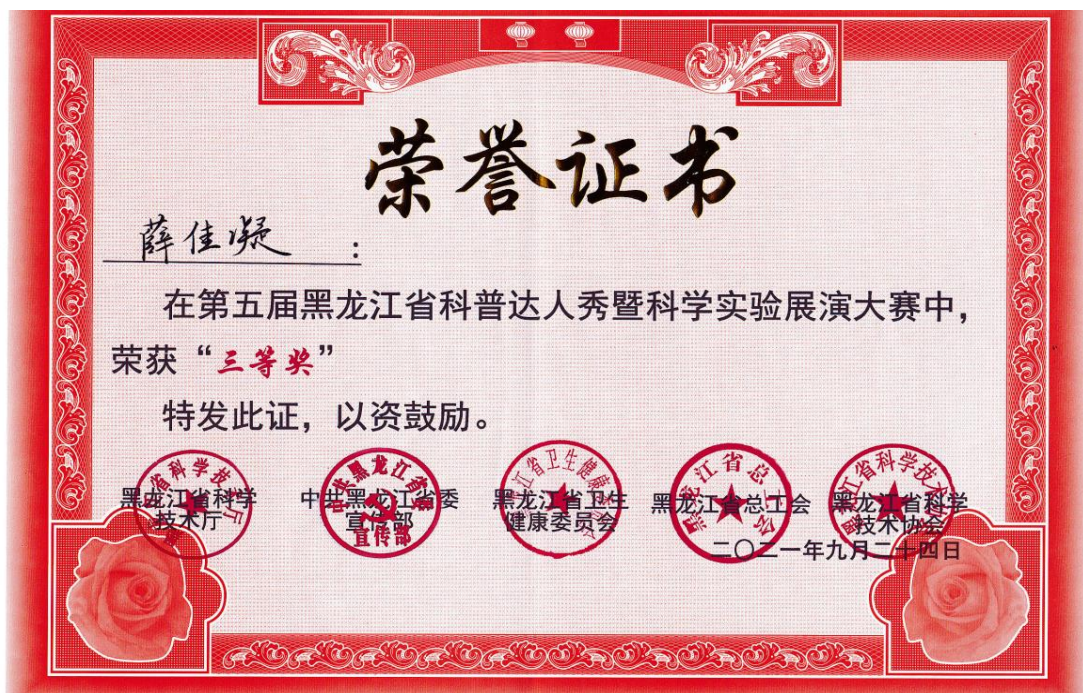 荣誉证书
薛佳凝：
在第五届黑龙江省科普达人秀暨科学实验展演大赛中，
荣获“三等奖”
特发此证，以资鼓励。
黑龙江省科学技术厅
中共黑龙江省委宣传部
黑龙江省卫生健康委员会
黑龙江省总工会
黑龙江省科学技术协会
二〇二一年九月二十四日